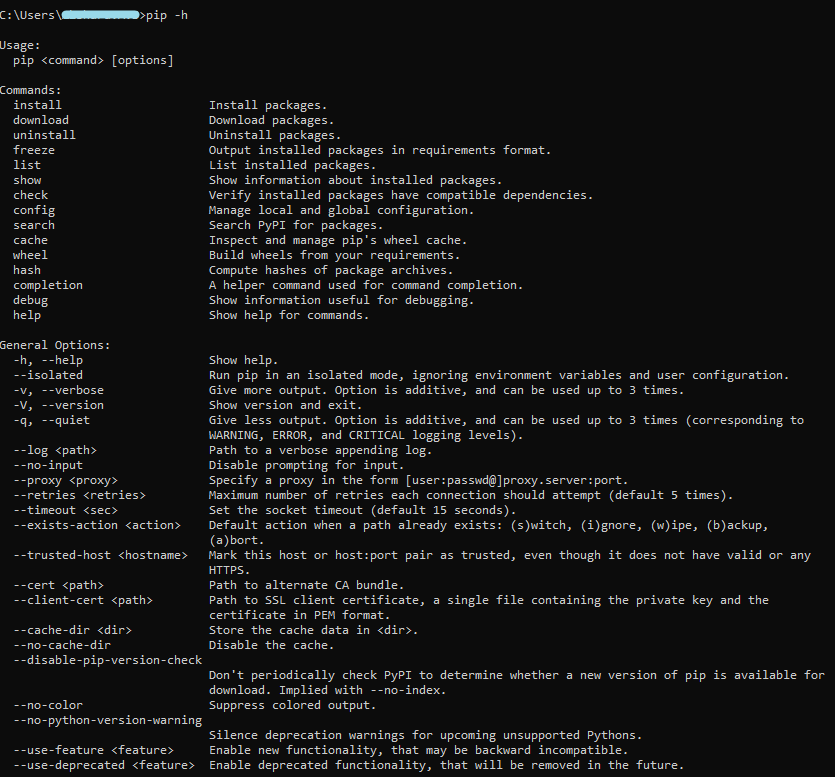 C:\Users\>pip -h
Usage:
  pip <command> [options]
Commands:
  install                     Install packages.
  download                    Download packages.
  uninstall                   Uninstall packages.
  freeze                      Output installed packages in requirements format.
  list                        List installed packages.
  show                        Show information about installed packages.
  check                       Verify installed packages have compatible dependencies.
  config                      Manage local and global configuration.
  search                      Search PyPI for packages.
  cache                       Inspect and manage pip's wheel cache.
  wheel                       Build wheels from your requirements.
  hash                        Compute hashes of package archives.
  completion                  A helper command used for command completion.
  debug                       Show information useful for debugging.
  help                        Show help for commands.
General Options:
  -h, --help                  Show help.
  --isolated                  Run pip in an isolated mode, ignoring environment variables and user configuration.
  -v, --verbose               Give more output. Option is additive, and can be used up to 3 times.
  -V, --version               Show version and exit.
  -q, --quiet                 Give less output. Option is additive, and can be used up to 3 times (corresponding to
                              WARNING, ERROR, and CRITICAL logging levels).
  --log <path>                Path to a verbose appending log.
  --no-input                  Disable prompting for input.
  --proxy <proxy>             Specify a proxy in the form [user:passwd@]proxy.server:port.
  --retries <retries>         Maximum number of retries each connection should attempt (default 5 times).
  --timeout <sec>             Set the socket timeout (default 15 seconds).
  --exists-action <action>    Default action when a path already exists: (s)witch, (i)gnore, (w)ipe, (b)ackup,
                              (a)bort.
  --trusted-host <hostname>   Mark this host or host:port pair as trusted, even though it does not have valid or any
                              HTTPS.
  --cert <path>               Path to alternate CA bundle.
  --client-cert <path>        Path to SSL client certificate, a single file containing the private key and the
                              certificate in PEM format.
  --cache-dir <dir>           Store the cache data in <dir>.
  --no-cache-dir              Disable the cache.
  --disable-pip-version-check
                              Don't periodically check PyPI to determine whether a new version of pip is available for
                              download. Implied with --no-index.
  --no-color                  Suppress colored output.
  --no-python-version-warning
                              Silence deprecation warnings for upcoming unsupported Pythons.
  --use-feature <feature>     Enable new functionality, that may be backward incompatible.
  --use-deprecated <feature>  Enable deprecated functionality, that will be removed in the future.